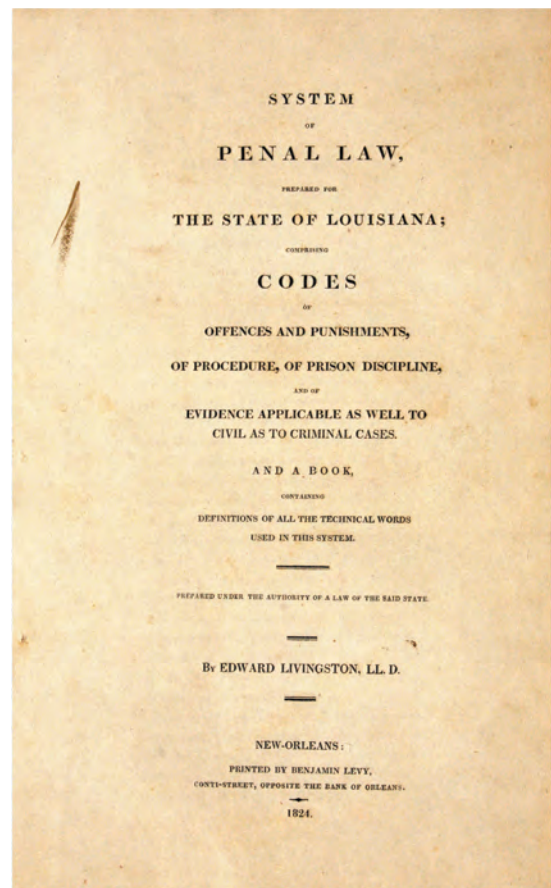 SYSTEM
OF
PENAL LAW,
PREPARED FOR
THE STATE OF LOUISIANA;
COMPRISING
CODES
OF
OFFENCES AND PUNISHMENTS,
OF PROCEDURE, OF PRISON DISCIPLINE,
AND OF
EVIDENCE APPLICABLE AS WELL TO
CIVIL AS TO CRIMINAL CASES.
AND A BOOK,
CONTAINING
DEFINITIONS OF ALL THE TECHNICAL WORDS
USED IN THIS SYSTEM.
PREPARED UNDER THE AUTHORITY OF A LAW OF THE SAID STATE.
BY EDWARD LIVINGSTON, LL. D.
NEW-ORLEANS:
PRINTED BY BENJAMIN LEVY,
CONTI-STREET, OPPOSITE THE BANK OF ORLEANS.
1824.